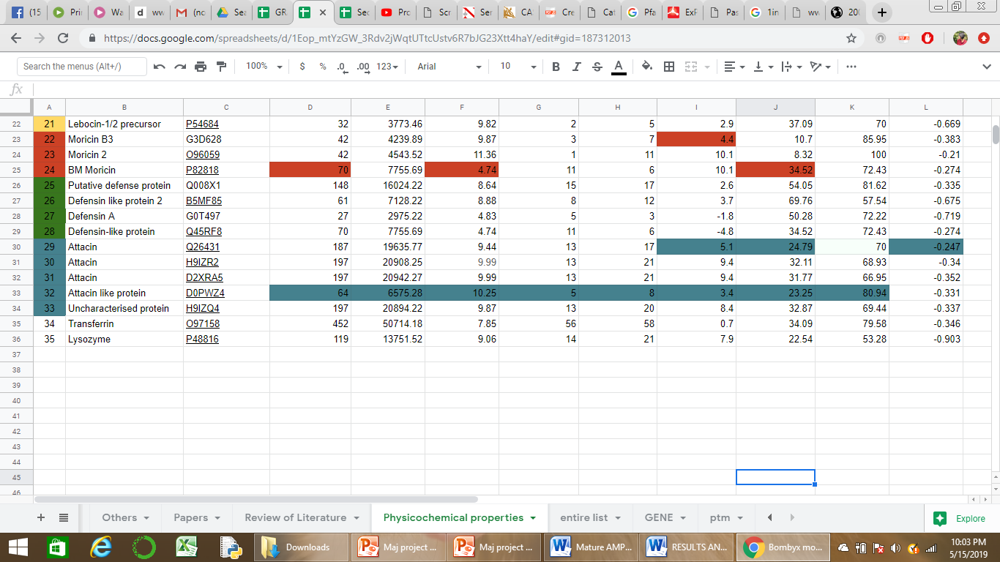 (15 Prir Wa d ww M (nc Sea GR Sec Prc Scr Ser CA Cre Cat G Pfa ExF Pas G 1in wv 20(
https://docs.google.com/spreadsheets/d/1Eop_mtYzGW_3Rdv2jWqtUTtcUstv6R7bJG23Xtt4haY/edit#gid=187312013
Search the menus (Alt+/) 100% $ % .0 .00 123 Arial 10 B I S A
fx
A B C D E F G H I J K L
22 21 Lebocin-1/2 precursor P54684 32 3773.46 9.82 2 5 2.9 37.09 70 -0.669
23 22 Moricin B3 G3D628 42 4239.89 9.87 3 7 4.4 10.7 85.95 -0.383
24 23 Moricin 2 O96059 42 4543.52 11.36 1 11 10.1 8.32 100 -0.21
25 24 BM Moricin P82818 70 7755.69 4.74 11 6 10.1 34.52 72.43 -0.274
26 25 Putative defense protein Q008X1 148 16024.22 8.64 15 17 2.6 54.05 81.62 -0.335
27 26 Defensin like protein 2 B5MF85 61 7128.22 8.88 8 12 3.7 69.76 57.54 -0.675
28 27 Defensin A G0T497 27 2975.22 4.83 5 3 -1.8 50.28 72.22 -0.719
29 28 Defensin-like protein Q45RF8 70 7755.69 4.74 11 6 -4.8 34.52 72.43 -0.274
30 29 Attacin Q26431 187 19635.77 9.44 13 17 5.1 24.79 70 -0.247
31 30 Attacin H9IZR2 197 20908.25 9.99 13 21 9.4 32.11 68.93 -0.34
32 31 Attacin D2XRA5 197 20942.27 9.99 13 21 9.4 31.77 66.95 -0.352
33 32 Attacin like protein D0PWZ4 64 6575.28 10.25 5 8 3.4 23.25 80.94 -0.331
34 33 Uncharacterised protein H9IZQ4 197 20894.22 9.87 13 20 8.4 32.87 69.44 -0.337
35 34 Transferrin O97158 452 50714.18 7.85 56 58 0.7 34.09 79.58 -0.346
36 35 Lysozyme P48816 119 13751.52 9.06 14 21 7.9 22.54 53.28 -0.903
37
38
39
40
41
42
43
44
45
46
Others Papers Review of Literature Physicochemical properties entire list GENE ptm Explore
Downloads Maj project ... Maj project ... Mature AMP... RESULTS AN... Bombyx mo... 10:03 PM
5/15/2019